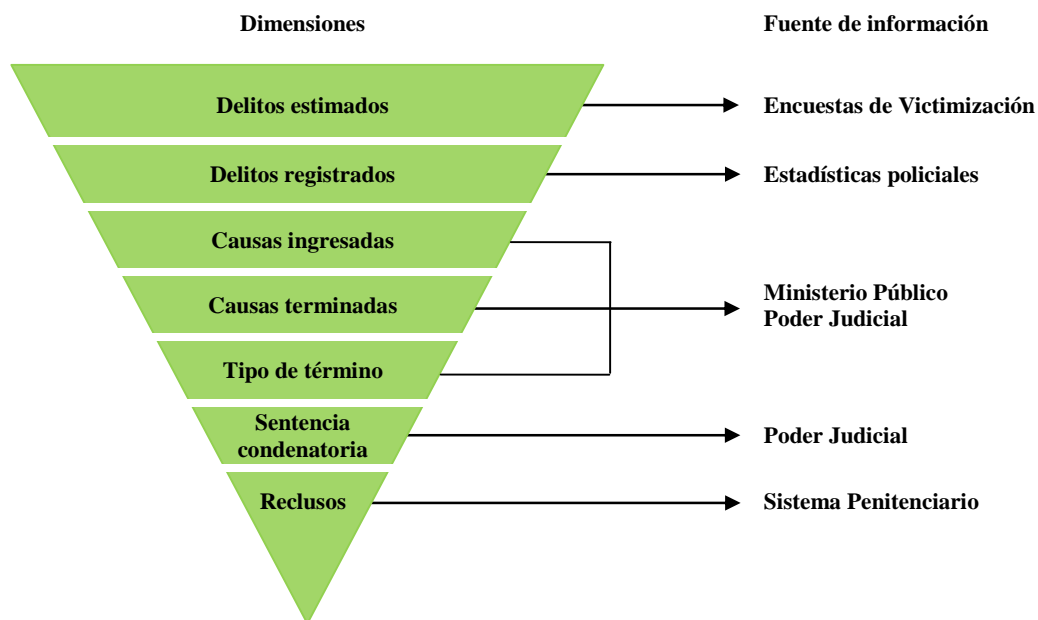 Dimensiones
Fuente de información
Delitos estimados
Encuestas de Victimización
Delitos registrados
Estadísticas policiales
Causas ingresadas
Causas terminadas
Ministerio Público
Poder Judicial
Tipo de término
Sentencia
condenatoria
Poder Judicial
Reclusos
Sistema Penitenciario